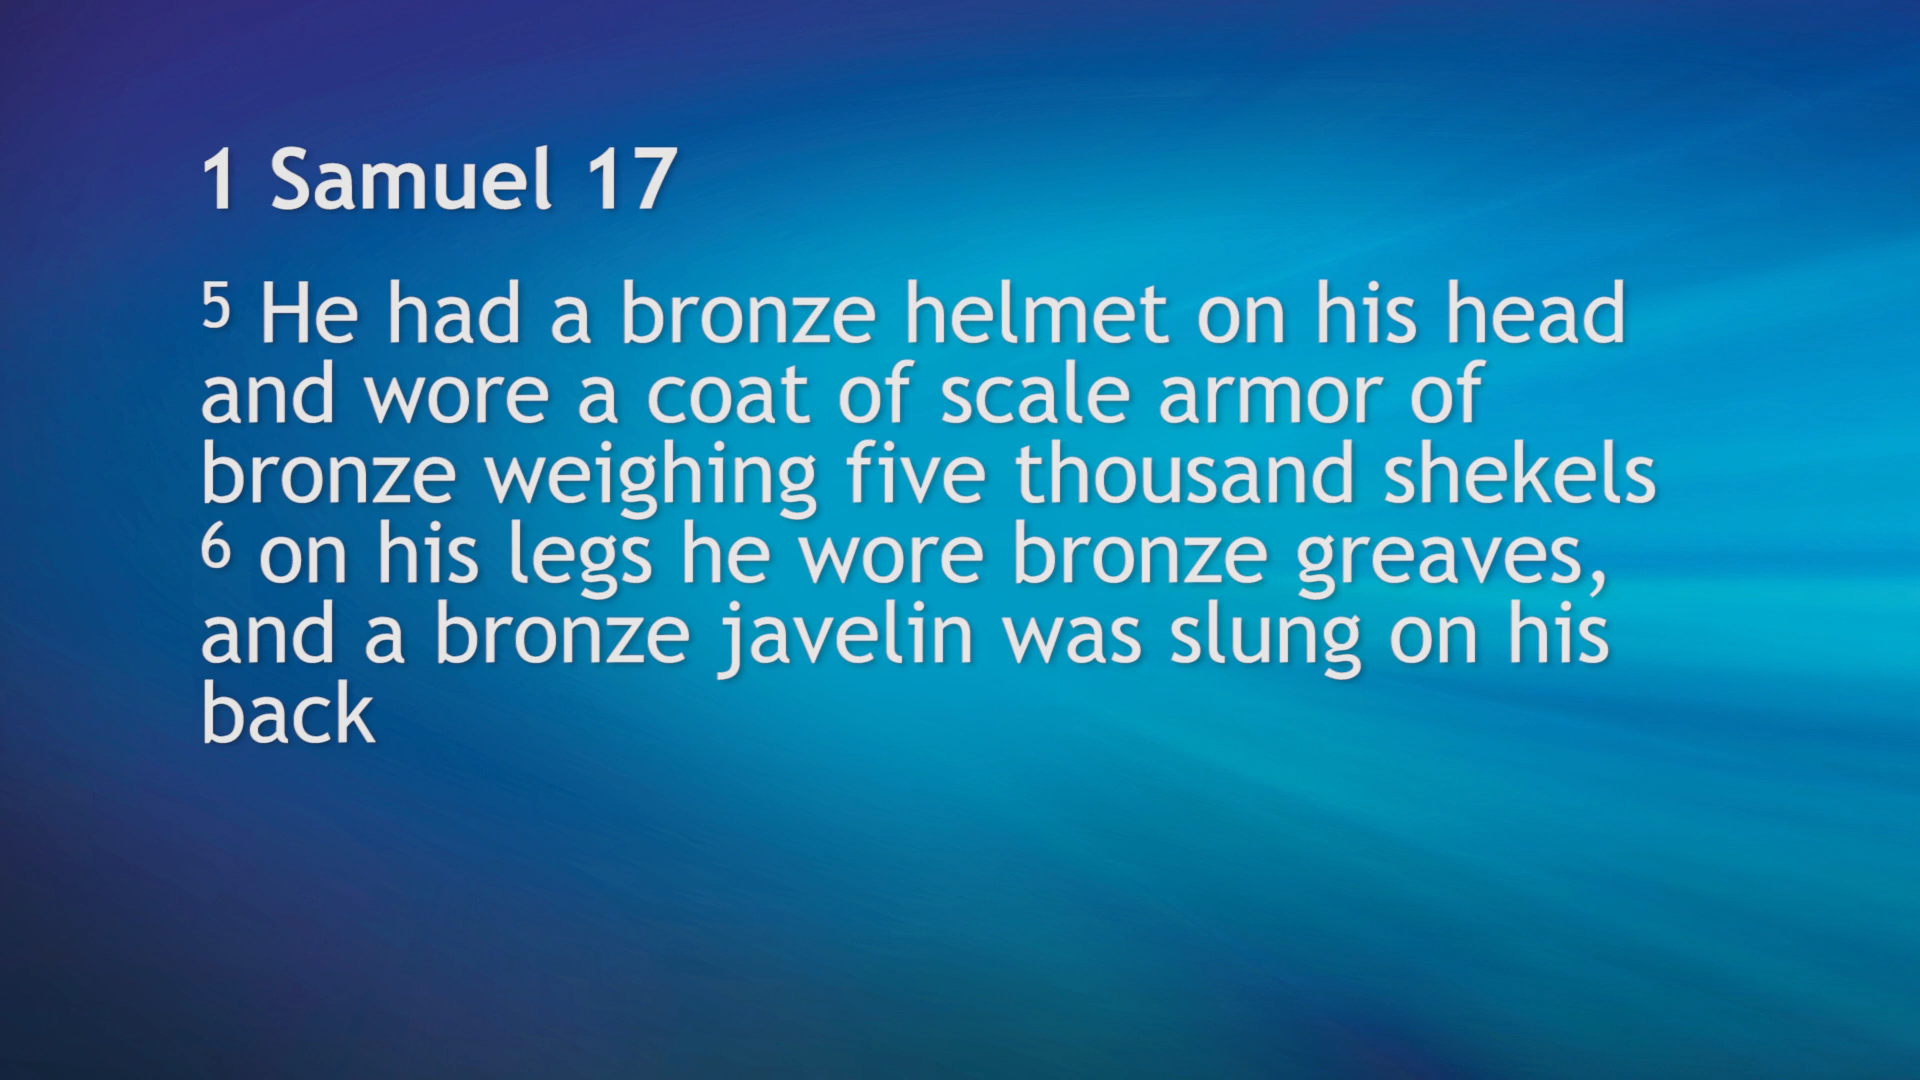 1 Samuel 17
5 He had a bronze helmet on his head
and wore a coat of scale armor of
bronze weighing five thousand shekels
6 on his legs he wore bronze greaves,
and a bronze javelin was slung on his
back